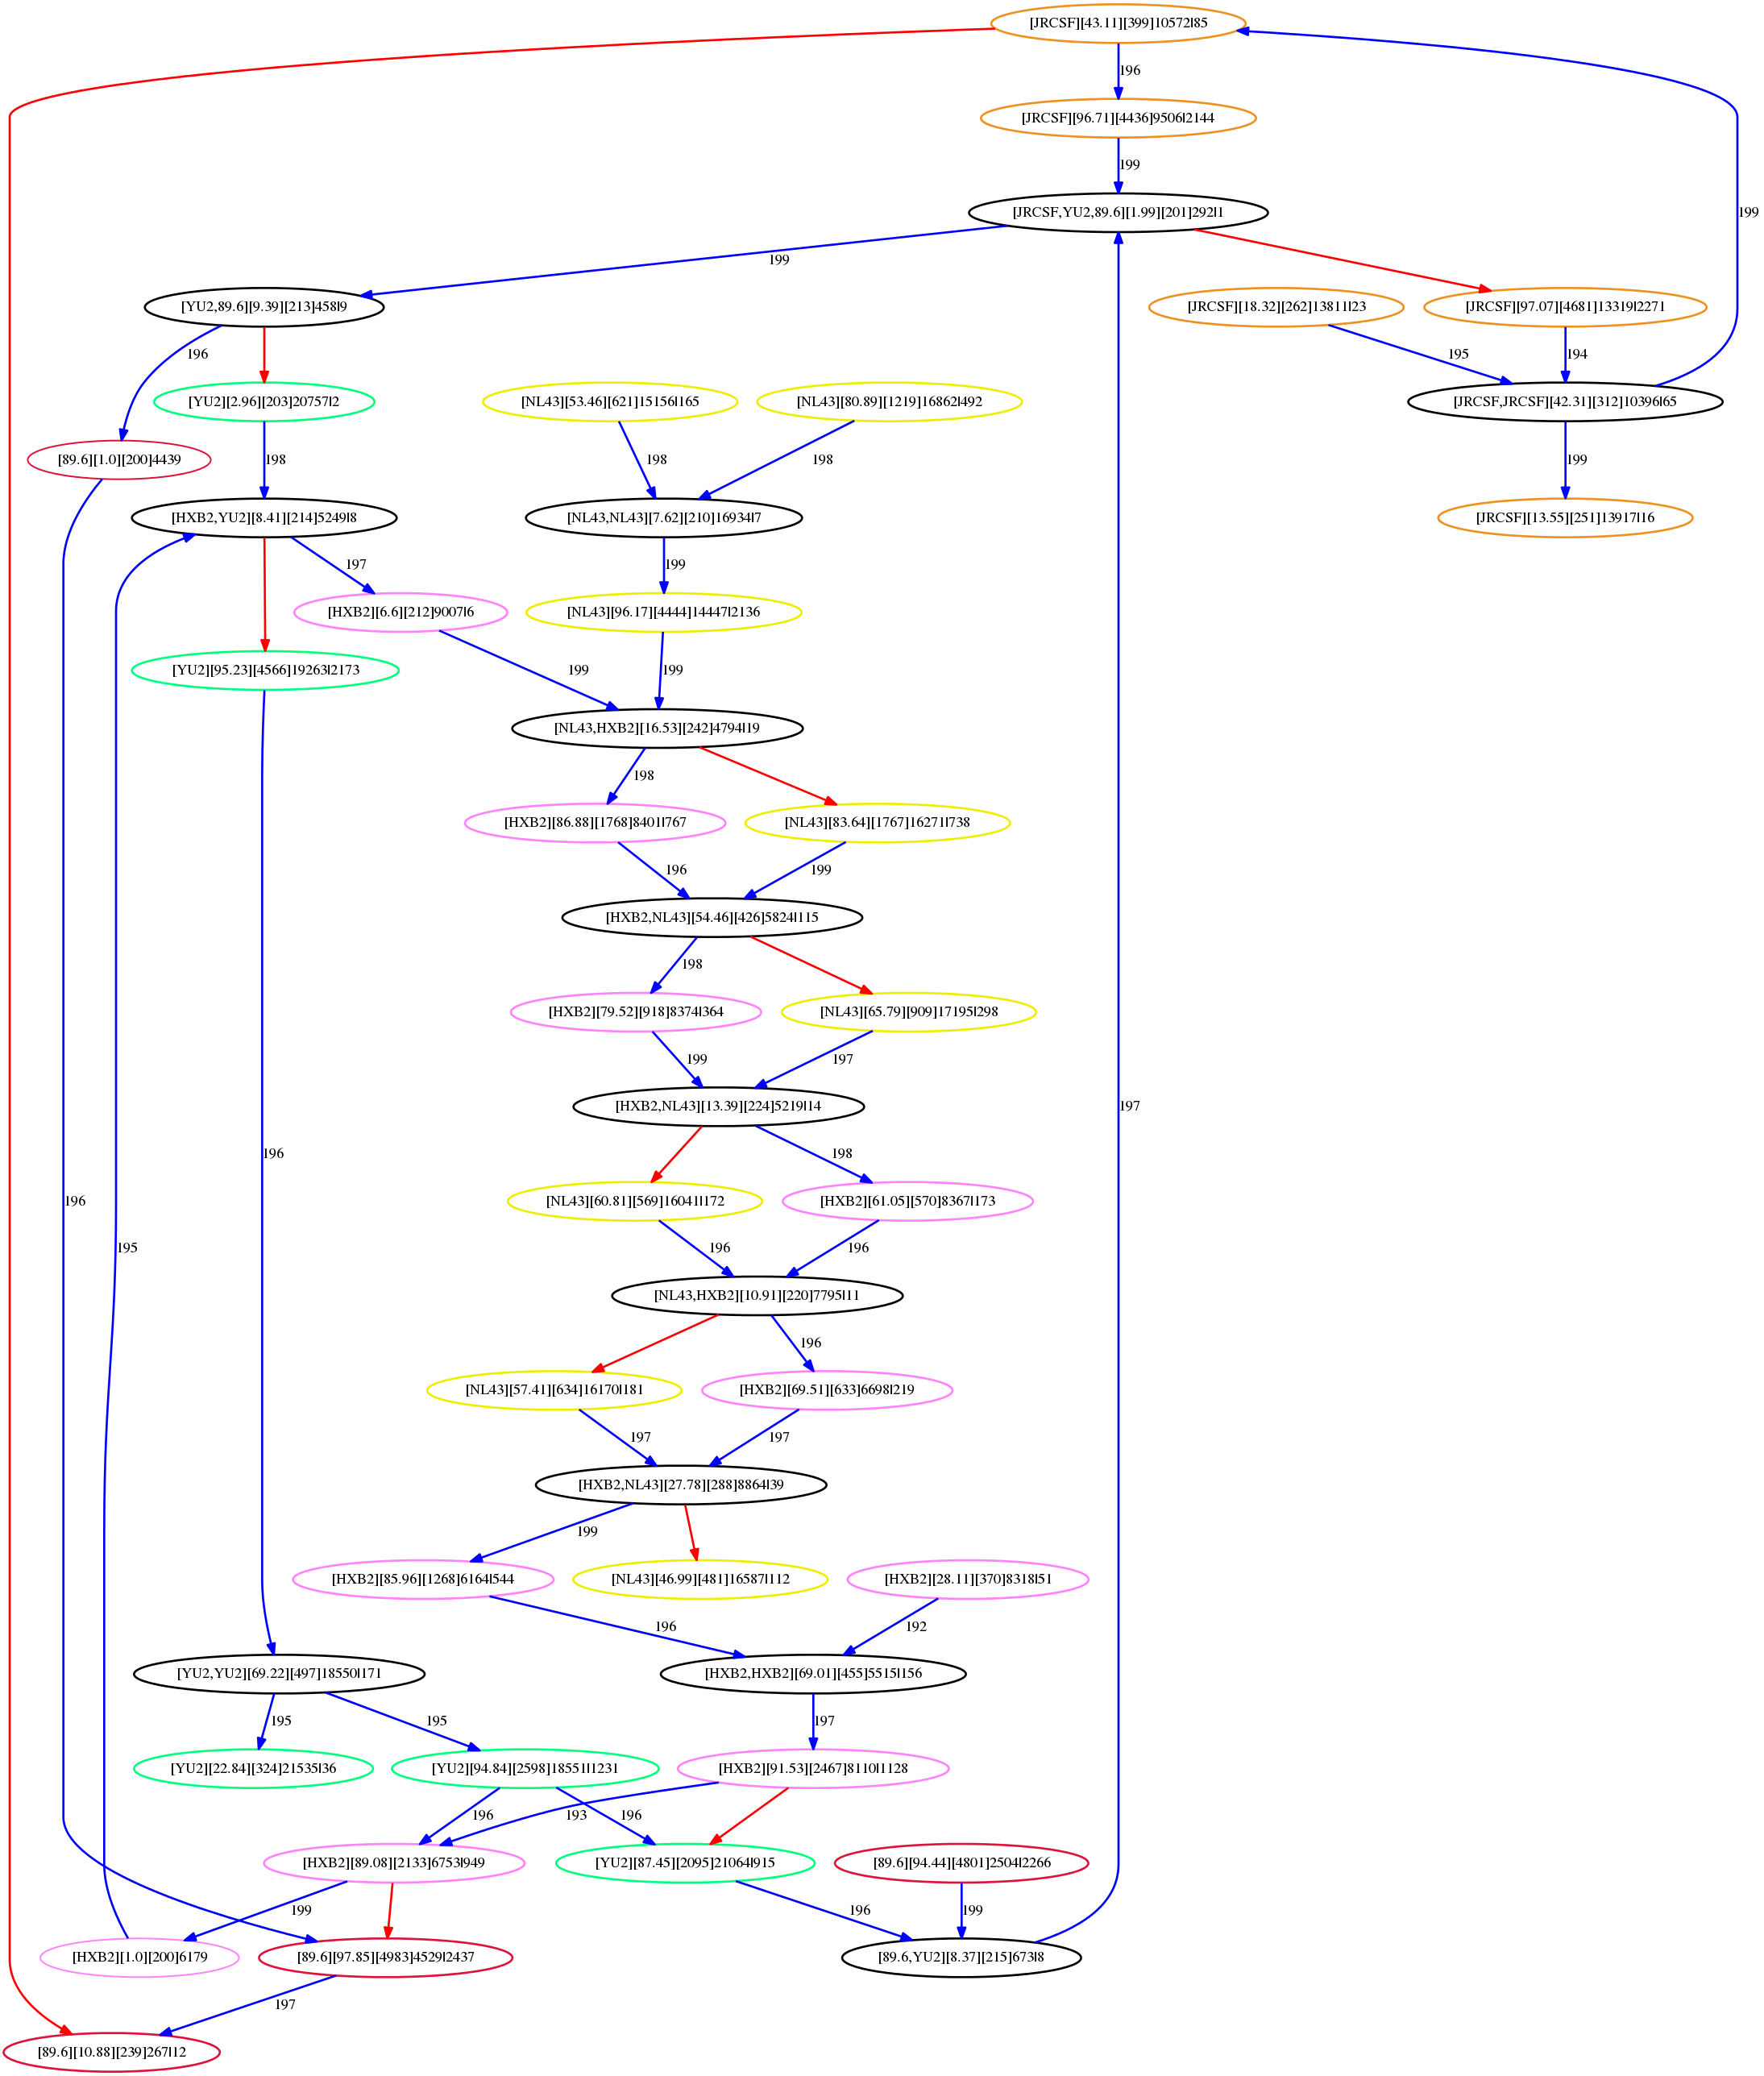 [JRCSF][43.11][399]10572|85
196
[JRCSF][96.71][4436]9506|2144
199
[JRCSF,YU2,89.6][1.99][201]292|1
199
199
[YU2,89.6][9.39][213]458|9
[JRCSF][18.32][262]13811|23
[JRCSF][97.07][4681]13319|2271
196
195
194
[YU2][2.96][203]20757|2
[NL43][53.46][621]15156|165
[NL43][80.89][1219]16862|492
[JRCSF,JRCSF][42.31][312]10396|65
[89.6][1.0][200]4439
198
198
198
199
[HXB2,YU2][8.41][214]5249|8
[NL43,NL43][7.62][210]16934|7
[JRCSF][13.55][251]13917|16
197
199
[HXB2][6.6][212]9007|6
[NL43][96.17][4444]14447|2136
[YU2][95.23][4566]19263|2173
199
199
[NL43,HXB2][16.53][242]4794|19
198
[HXB2][86.88][1768]8401|767
[NL43][83.64][1767]16271|738
196
199
[HXB2,NL43][54.46][426]5824|115
198
[HXB2][79.52][918]8374|364
[NL43][65.79][909]17195|298
199
197
[HXB2,NL43][13.39][224]5219|14
197
196
198
[NL43][60.81][569]16041|172
[HXB2][61.05][570]8367|173
196
195
196
196
[NL43,HXB2][10.91][220]7795|11
196
[NL43][57.41][634]16170|181
[HXB2][69.51][633]6698|219
197
197
[HXB2,NL43][27.78][288]8864|39
199
[HXB2][85.96][1268]6164|544
[NL43][46.99][481]16587|112
[HXB2][28.11][370]8318|51
196
192
[YU2,YU2][69.22][497]18550|171
[HXB2,HXB2][69.01][455]5515|156
195
195
197
[YU2][22.84][324]21535|36
[YU2][94.84][2598]18551|1231
[HXB2][91.53][2467]8110|1128
196
193
196
[HXB2][89.08][2133]6753|949
[YU2][87.45][2095]21064|915
[89.6][94.44][4801]2504|2266
199
196
199
[HXB2][1.0][200]6179
[89.6][97.85][4983]4529|2437
[89.6,YU2][8.37][215]673|8
197
[89.6][10.88][239]267|12